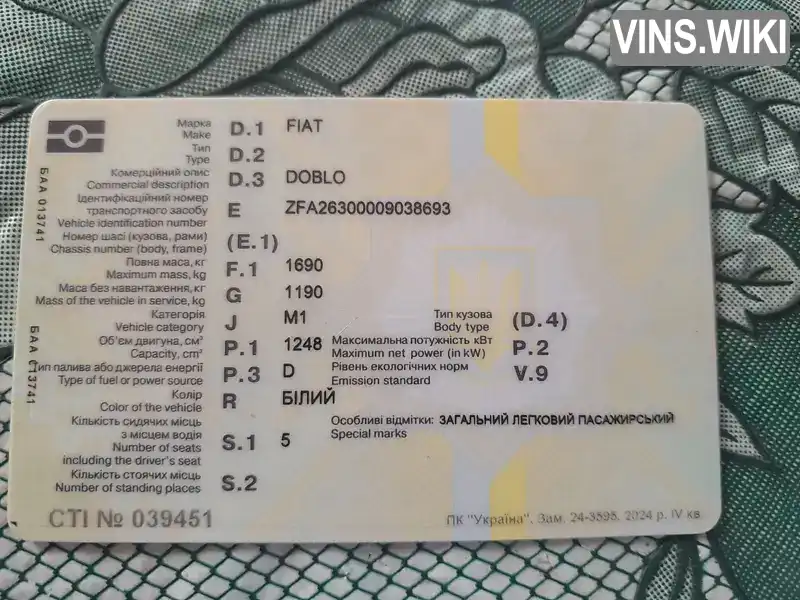 VINS.WIKI
Марка
Make D.1 FIAT
Тип
Type D.2
Комерційний опис
Commercial description D.3 DOBLO
Ідентифікаційний номер
транспортного засобу
Vehicle identification number E ZFA26300009038693
Номер шасі (кузова, рами)
Chassis number (body, frame) (E.1)
Повна маса, кг
Maximum mass, kg F.1 1690
Маса без навантаження, кг
Mass of the vehicle in service, kg G 1190
Категорія
Vehicle category J M1
Тип кузова
Body type (D.4)
Об'єм двигуна, см³
Capacity, cm³ P.1 1248
Максимальна потужність кВт
Maximum net power (in kW) P.2
Тип палива або джерела енергії
Type of fuel or power source P.3 D
Рівень екологічних норм
Emission standard V.9
Колір
Color of the vehicle R БІЛИЙ
Кількість сидячих місць
з місцем водія
Number of seats
including the driver's seat S.1 5
Особливі відмітки: ЗАГАЛЬНИЙ ЛЕГКОВИЙ ПАСАЖИРСЬКИЙ
Special marks
Кількість стоячих місць
Number of standing places S.2
СТІ № 039451
ПК "Україна". Зам. 24-3595. 2024 р. IV кв.
БАА 013741
БАА 013741